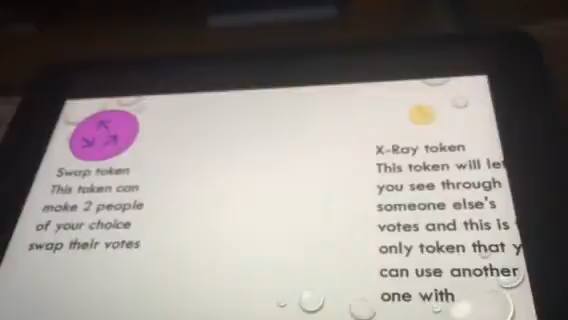 Swap token
This token can
make 2 people
of your choice
swap their votes
X-Ray token
This token will let
you see through
someone else's
votes and this is
only token that
can use another
one with